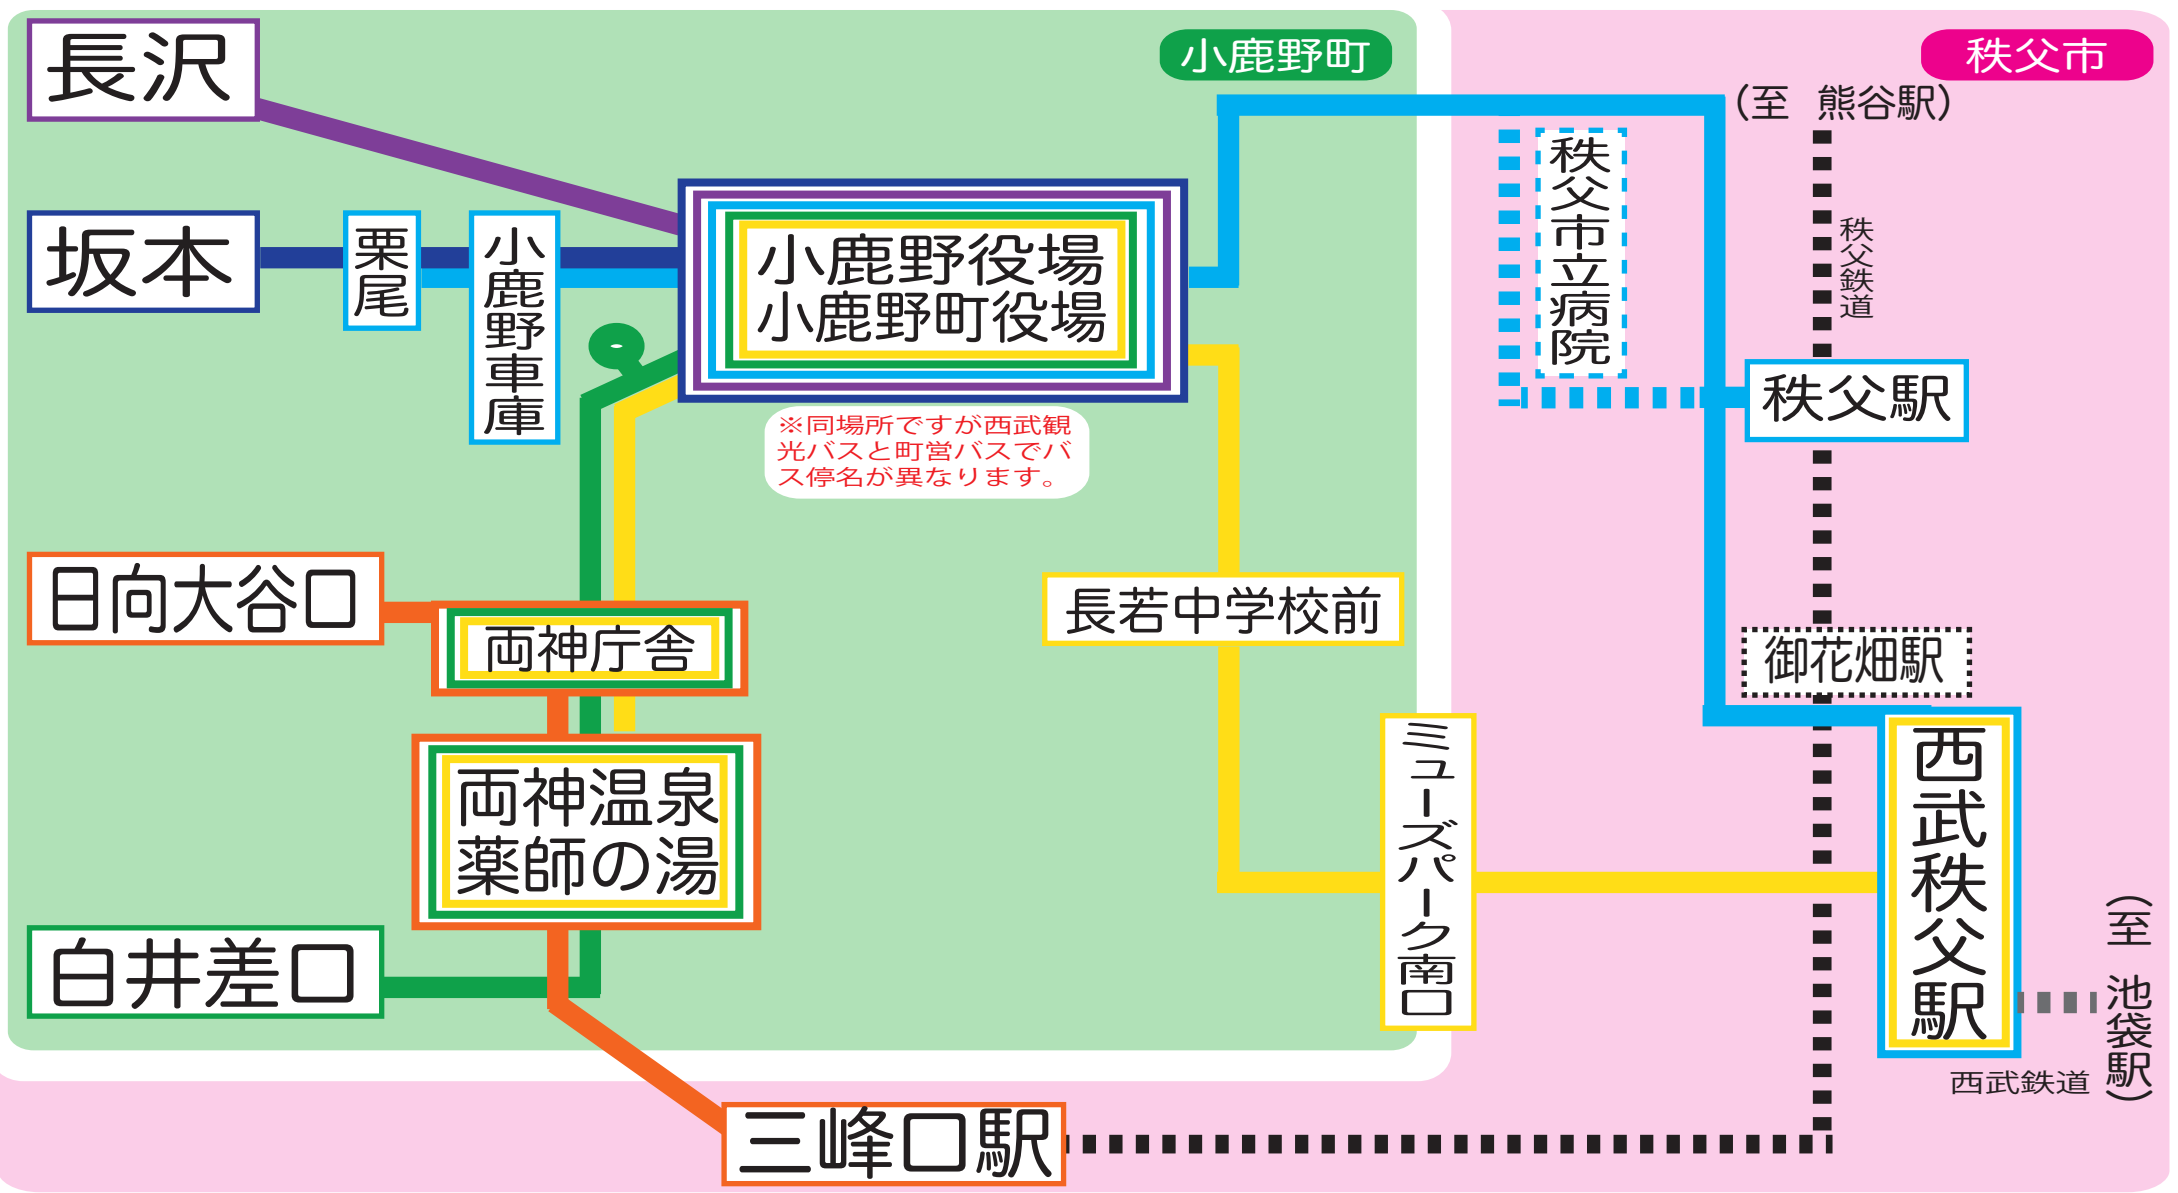 長沢
小鹿野町
秩父市
（至　熊谷駅）
秩父鉄道
秩父市立病院
坂本
栗尾
小鹿野車庫
小鹿野役場
小鹿野町役場
※同場所ですが西武観
光バスと町営バスでバ
ス停名が異なります。
秩父駅
日向大谷口
両神庁舎
長若中学校前
御花畑駅
両神温泉
薬師の湯
ミューズパーク南口
西武秩父駅
白井差口
（至　池袋駅）
西武鉄道
三峰口駅